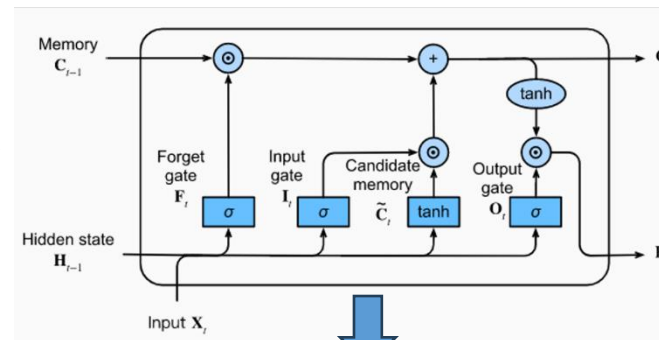 Memory
C_{t−1}
⊙
+
tanh
Forget
gate
F_t
Input
gate
I_t
⊙
Candidate
memory
C̃_t
Output
gate
O_t
⊙
σ
σ
tanh
σ
Hidden state
H_{t−1}
Input X_t